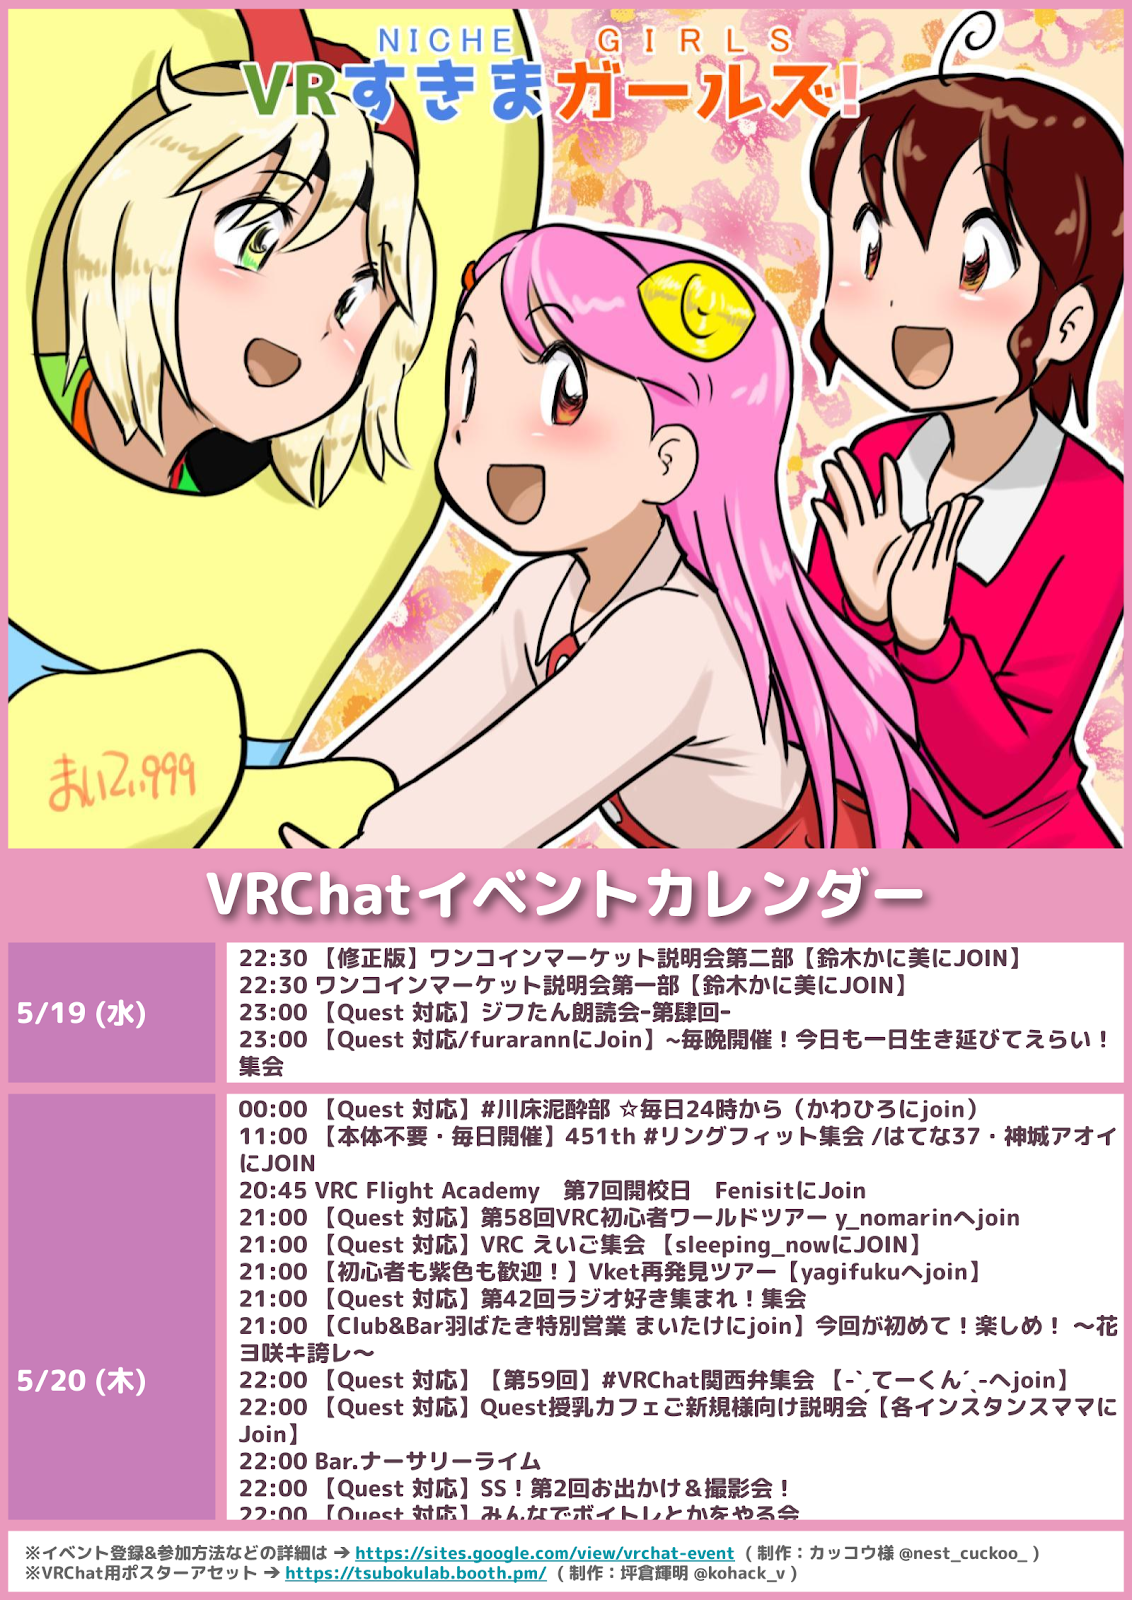 NICHE GIRLS
VRすきまガールズ!
まいてい999
VRChatイベントカレンダー
5/19 (水)
22:30 【修正版】ワンコインマーケット説明会第二部【鈴木かに美にJOIN】
22:30 ワンコインマーケット説明会第一部【鈴木かに美にJOIN】
23:00 【Quest 対応】ジフたん朗読会-第肆回-
23:00 【Quest 対応/furarannにJoin】~毎晩開催！今日も一日生き延びてえらい！
集会
5/20 (木)
00:00 【Quest 対応】#川床泥酔部 ☆毎日24時から（かわひろにjoin）
11:00 【本体不要・毎日開催】451th #リングフィット集会 /はてな37・神城アオイ
にJOIN
20:45 VRC Flight Academy　第7回開校日　FenisitにJoin
21:00 【Quest 対応】第58回VRC初心者ワールドツアー y_nomarinへjoin
21:00 【Quest 対応】VRC えいご集会 【sleeping_nowにJOIN】
21:00 【初心者も紫色も歓迎！】Vket再発見ツアー【yagifukuへjoin】
21:00 【Quest 対応】第42回ラジオ好き集まれ！集会
21:00 【Club&Bar羽ばたき特別営業 まいたけにjoin】今回が初めて！楽しめ！ ～花
ヨ咲キ誇レ～
22:00 【Quest 対応】【第59回】#VRChat関西弁集会 【-ˋˏてーくんˊˎ-へjoin】
22:00 【Quest 対応】Quest授乳カフェご新規様向け説明会【各インスタンスママに
Join】
22:00 Bar.ナーサリーライム
22:00 【Quest 対応】SS！第2回お出かけ＆撮影会！
22:00 【Quest 対応】みんなでボイトレとかをやる会
※イベント登録&参加方法などの詳細は → https://sites.google.com/view/vrchat-event （制作：カッコウ様 @nest_cuckoo_ )
※VRChat用ポスターアセット → https://tsubokulab.booth.pm/ （制作：坪倉輝明 @kohack_v )